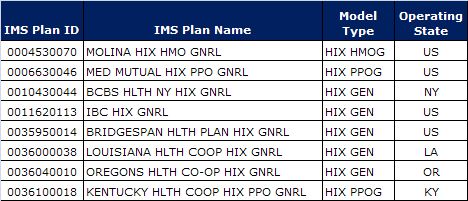 IMS Plan ID IMS Plan Name Model Type Operating State
0004530070 MOLINA HIX HMO GNRL HIX HMOG US
0006630046 MED MUTUAL HIX PPO GNRL HIX PPOG US
0010430044 BCBS HLTH NY HIX GNRL HIX GEN NY
0011620113 IBC HIX GNRL HIX GEN US
0035950014 BRIDGESPAN HLTH PLAN HIX GNRL HIX GEN US
0036000038 LOUISIANA HLTH COOP HIX GNRL HIX GEN LA
0036040010 OREGONS HLTH CO-OP HIX GNRL HIX GEN OR
0036100018 KENTUCKY HLTH COOP HIX PPO GNRL HIX PPOG KY